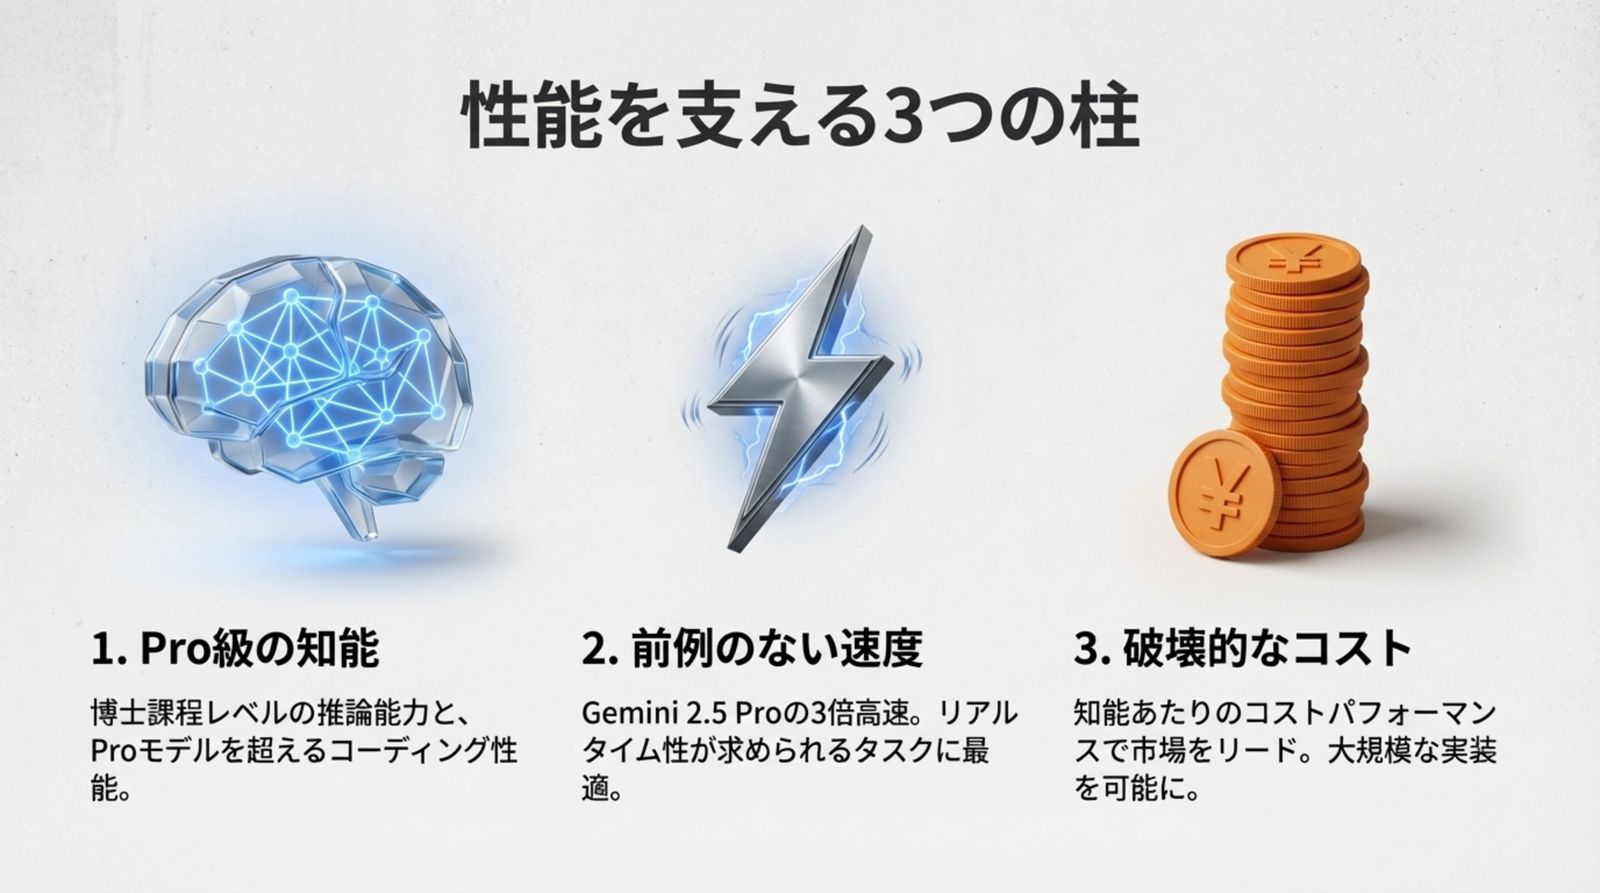 性能を支える3つの柱
¥
¥
1. Pro級の知能
博士課程レベルの推論能力と、
Proモデルを超えるコーディング性
能。
2. 前例のない速度
Gemini 2.5 Proの3倍高速。リアル
タイム性が求められるタスクに最
適。
3. 破壊的なコスト
知能あたりのコストパフォーマン
スで市場をリード。大規模な実装
を可能に。